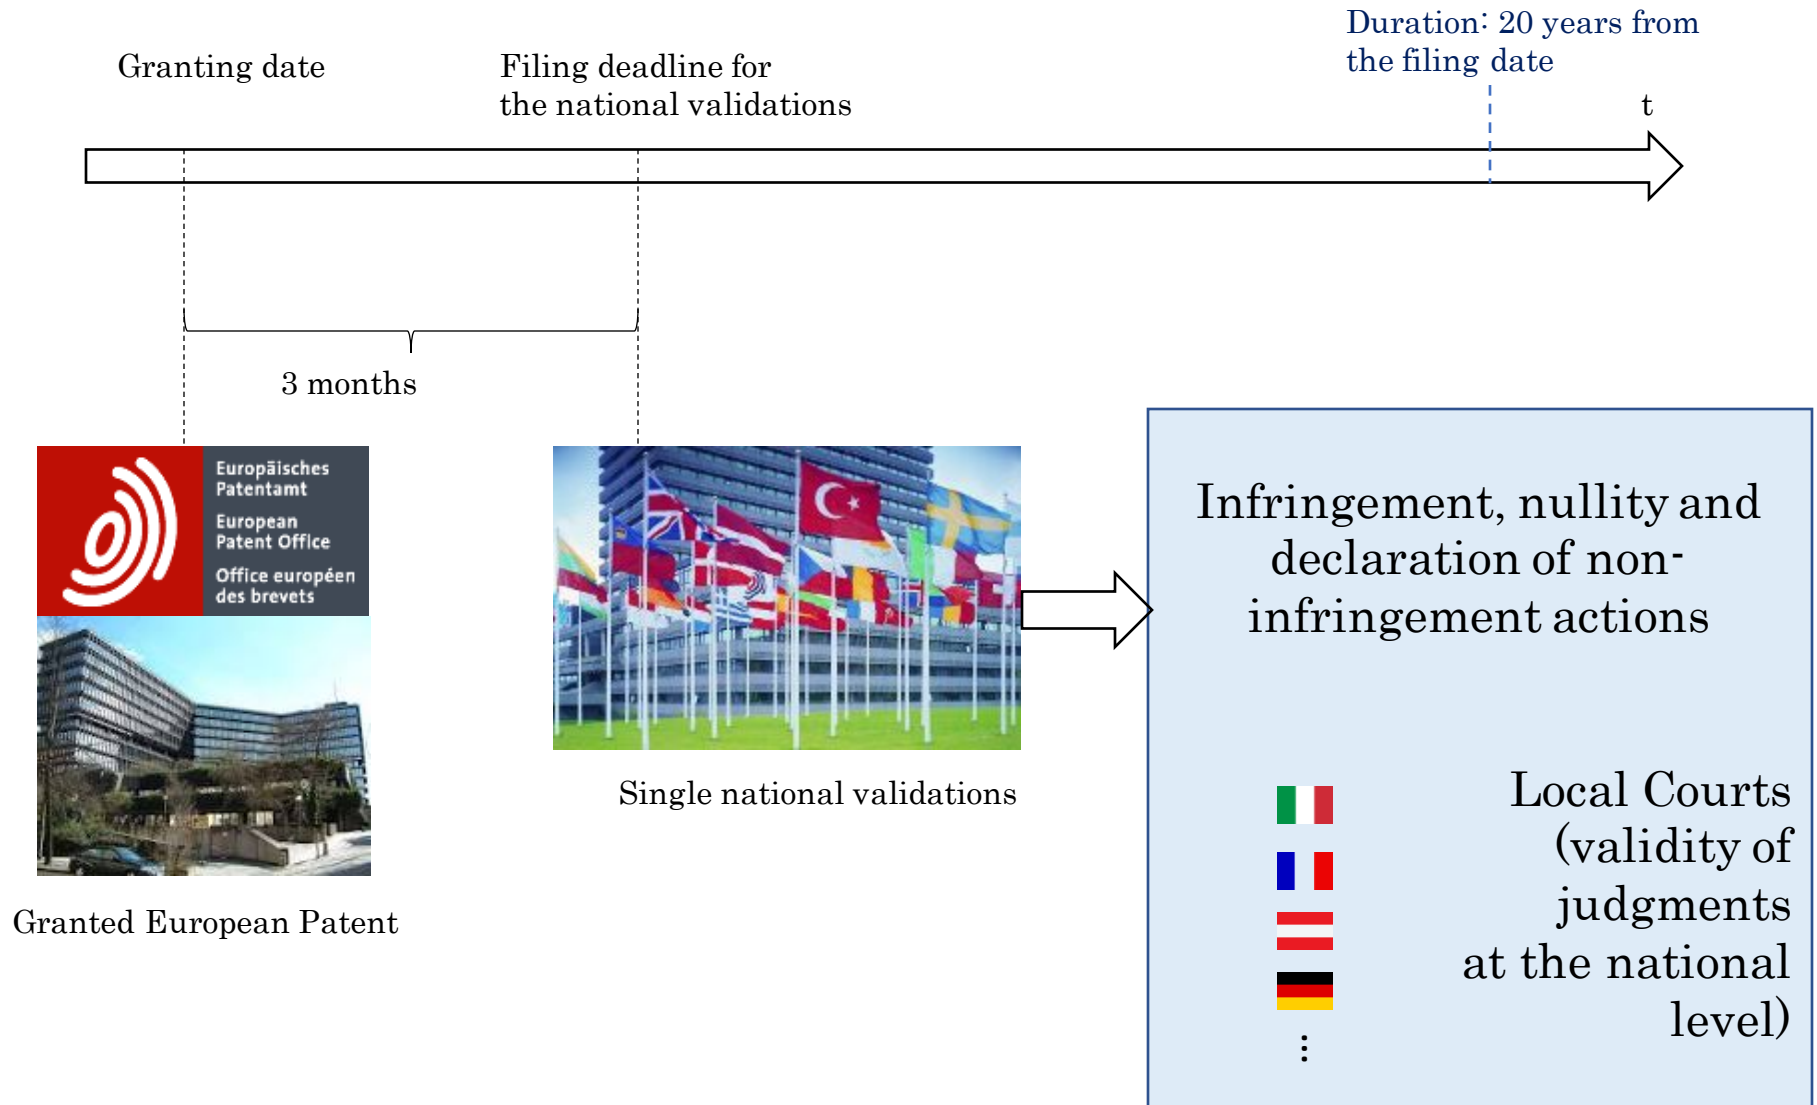 Duration: 20 years from
the filing date
Granting date
Filing deadline for
the national validations
t
3 months
Europäisches
Patentamt
European
Patent Office
Office européen
des brevets
Infringement, nullity and
declaration of non-
infringement actions
Single national validations
Local Courts
(validity of
judgments
at the national
level)
⋮
Granted European Patent